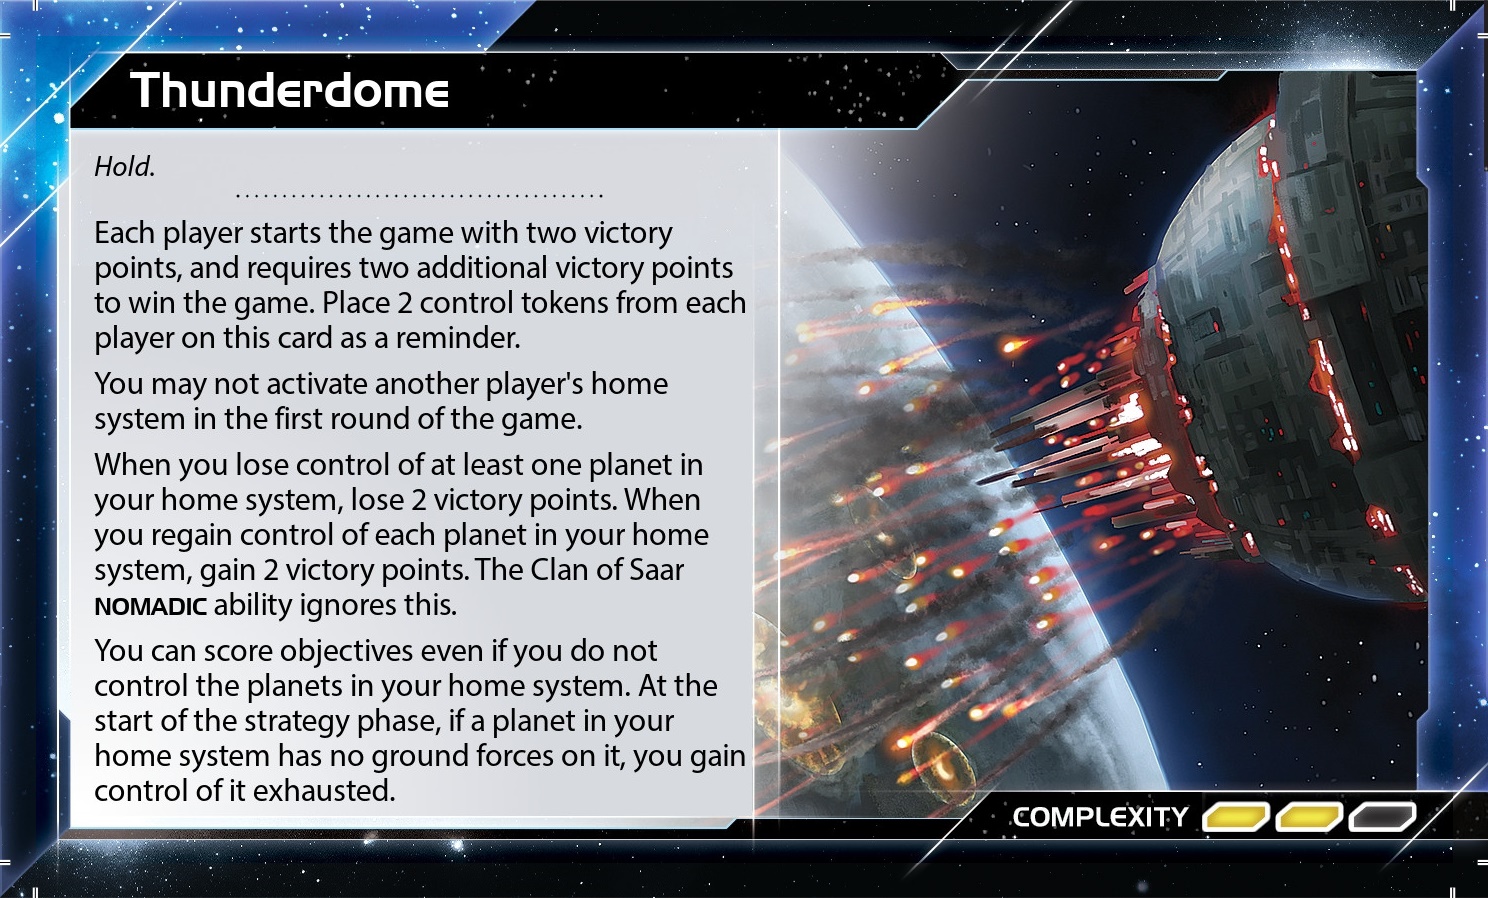 Thunderdome
Hold.
Each player starts the game with two victory
points, and requires two additional victory points
to win the game. Place 2 control tokens from each
player on this card as a reminder.
You may not activate another player's home
system in the first round of the game.
When you lose control of at least one planet in
your home system, lose 2 victory points. When
you regain control of each planet in your home
system, gain 2 victory points. The Clan of Saar
NOMADIC ability ignores this.
You can score objectives even if you do not
control the planets in your home system. At the
start of the strategy phase, if a planet in your
home system has no ground forces on it, you gain
control of it exhausted.
COMPLEXITY